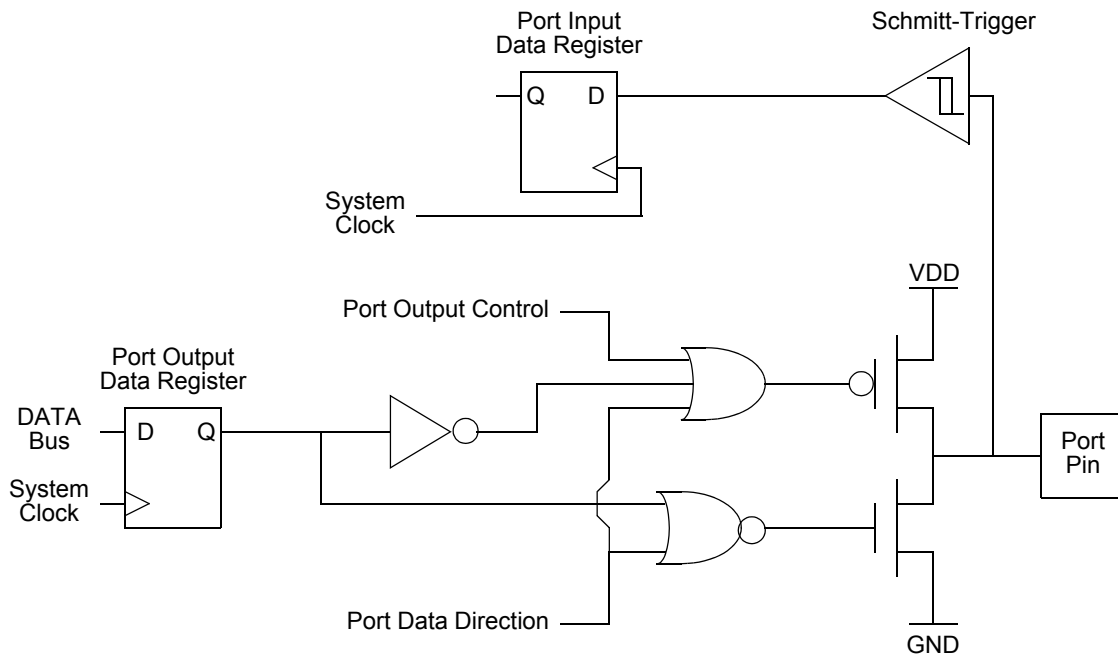 Port Input
Data Register
Schmitt-Trigger
Q D
System
Clock
VDD
Port Output Control
Port Output
Data Register
DATA
Bus
D Q
System
Clock
Port
Pin
Port Data Direction
GND